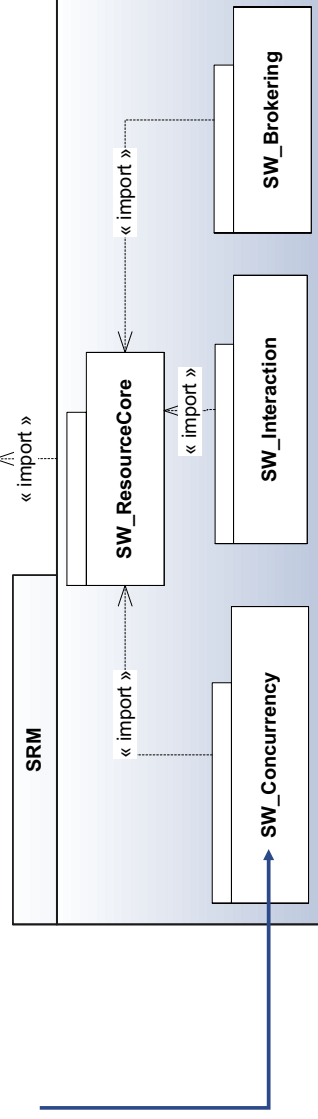 « import »
SRM
SW_ResourceCore
« import »
« import »
« import »
SW_Concurrency
SW_Interaction
SW_Brokering